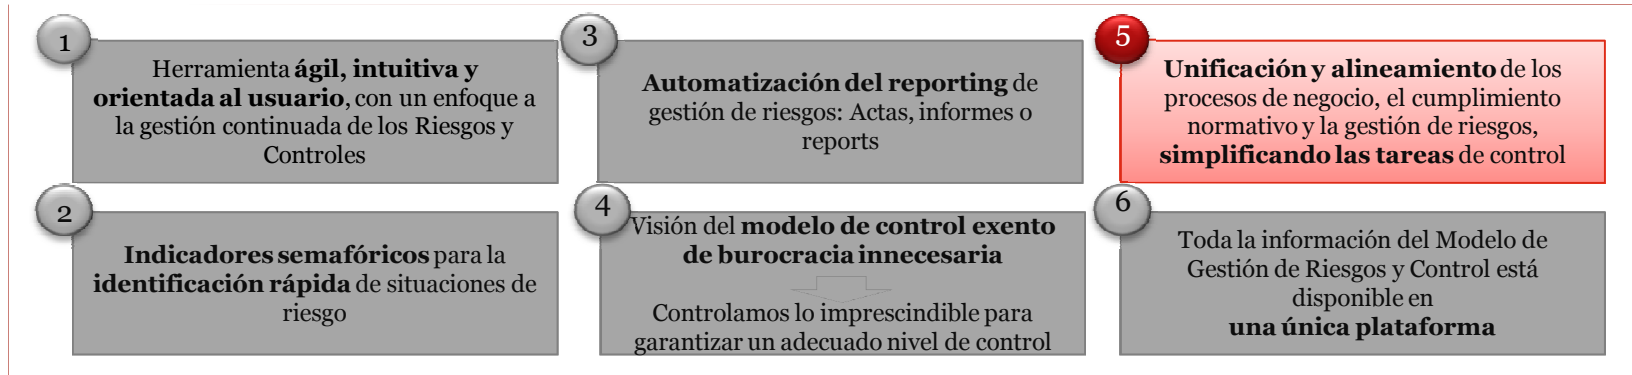 1
Herramienta ágil, intuitiva y
orientada al usuario, con un enfoque a
la gestión continuada de los Riesgos y
Controles
2
Indicadores semafóricos para la
identificación rápida de situaciones de
riesgo
3
Automatización del reporting de
gestión de riesgos: Actas, informes o
reports
4
Visión del modelo de control exento
de burocracia innecesaria
Controlamos lo imprescindible para
garantizar un adecuado nivel de control
5
Unificación y alineamiento de los
procesos de negocio, el cumplimiento
normativo y la gestión de riesgos,
simplificando las tareas de control
6
Toda la información del Modelo de
Gestión de Riesgos y Control está
disponible en
una única plataforma